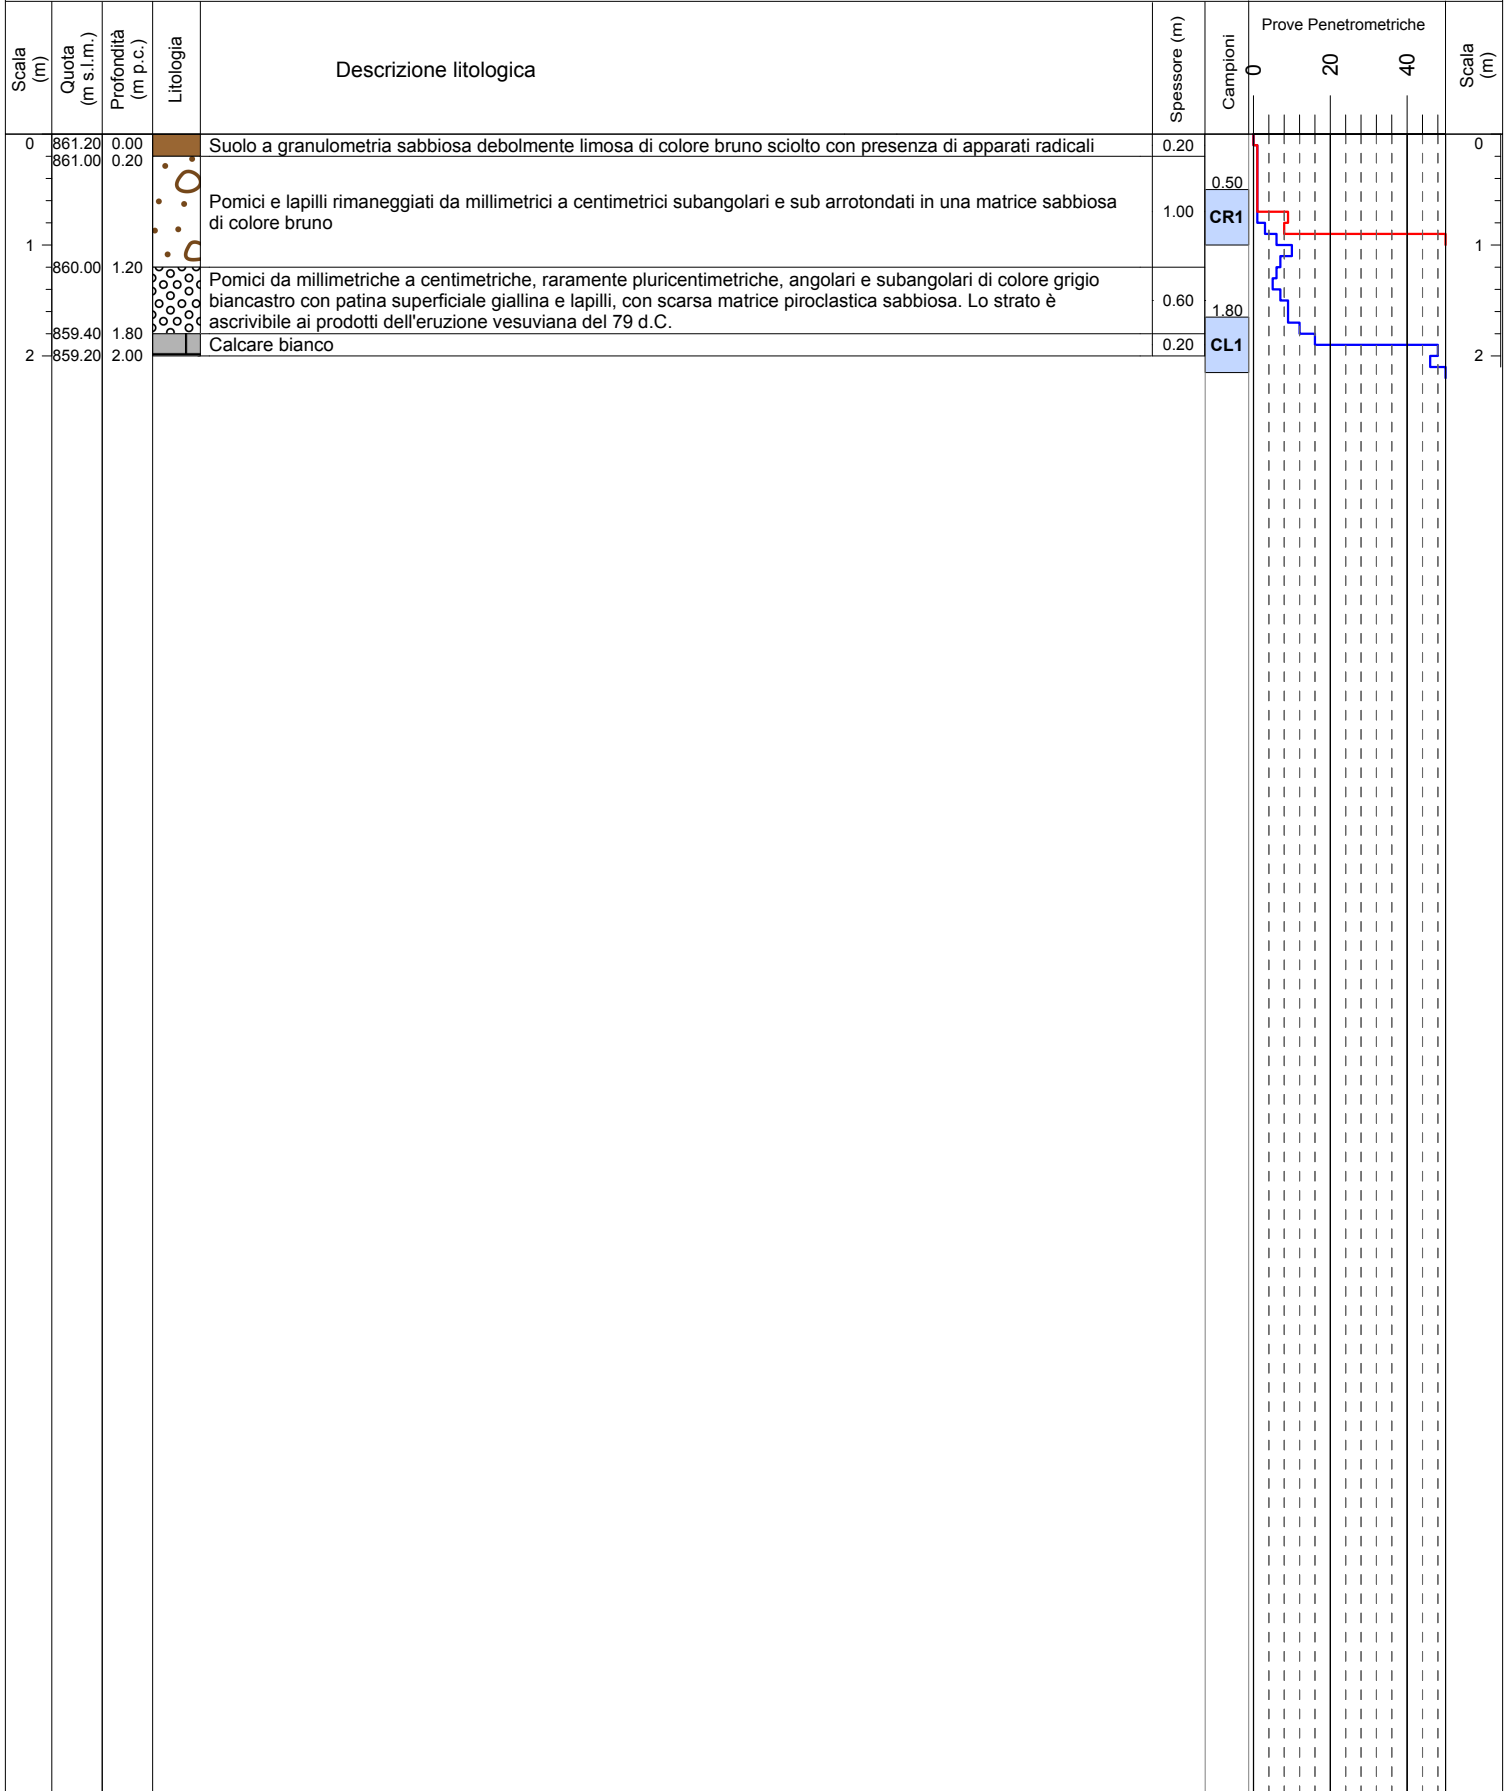 Scala
(m)
Quota
(m s.l.m.)
Profondità
(m p.c.)
Litologia
Descrizione litologica
Spessore (m)
Campioni
Prove Penetrometriche
0 20 40
Scala
(m)
0 861.20 0.00 Suolo a granulometria sabbiosa debolmente limosa di colore bruno sciolto con presenza di apparati radicali 0.20 0
861.00 0.20
0.50
Pomici e lapilli rimaneggiati da millimetrici a centimetrici subangolari e sub arrotondati in una matrice sabbiosa
di colore bruno
1.00
CR1
1 1
860.00 1.20
Pomici da millimetriche a centimetriche, raramente pluricentimetriche, angolari e subangolari di colore grigio
biancastro con patina superficiale giallina e lapilli, con scarsa matrice piroclastica sabbiosa. Lo strato è
ascrivibile ai prodotti dell'eruzione vesuviana del 79 d.C.
0.60
1.80
859.40 1.80
Calcare bianco 0.20 CL1
2 859.20 2.00 2